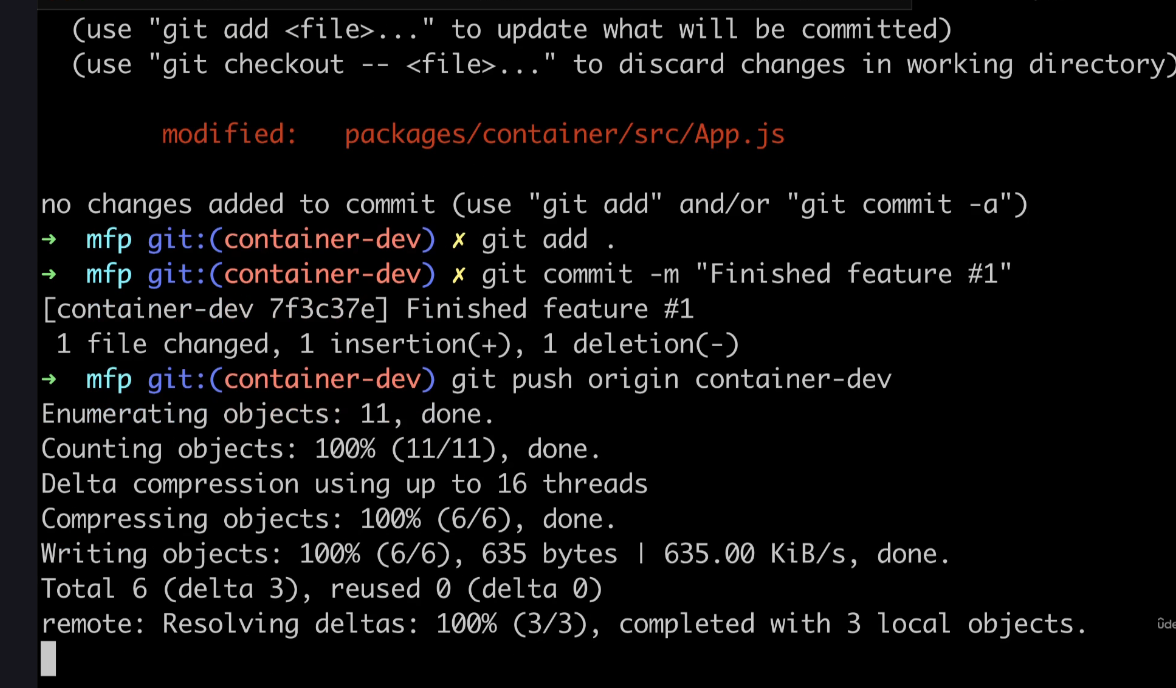 (use "git add <file>..." to update what will be committed)
(use "git checkout -- <file>..." to discard changes in working directory)
modified:   packages/container/src/App.js
no changes added to commit (use "git add" and/or "git commit -a")
➜  mfp git:(container-dev) ✗ git add .
➜  mfp git:(container-dev) ✗ git commit -m "Finished feature #1"
[container-dev 7f3c37e] Finished feature #1
1 file changed, 1 insertion(+), 1 deletion(-)
➜  mfp git:(container-dev) git push origin container-dev
Enumerating objects: 11, done.
Counting objects: 100% (11/11), done.
Delta compression using up to 16 threads
Compressing objects: 100% (6/6), done.
Writing objects: 100% (6/6), 635 bytes | 635.00 KiB/s, done.
Total 6 (delta 3), reused 0 (delta 0)
remote: Resolving deltas: 100% (3/3), completed with 3 local objects.